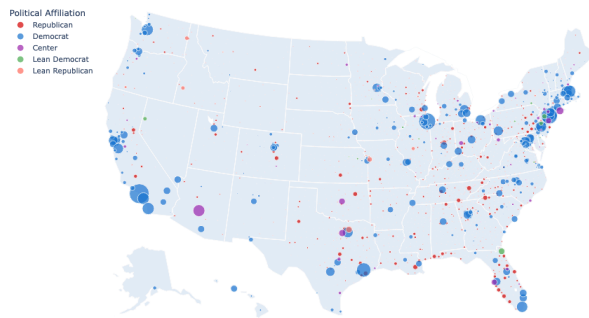 Political Affiliation
Republican
Democrat
Center
Lean Democrat
Lean Republican